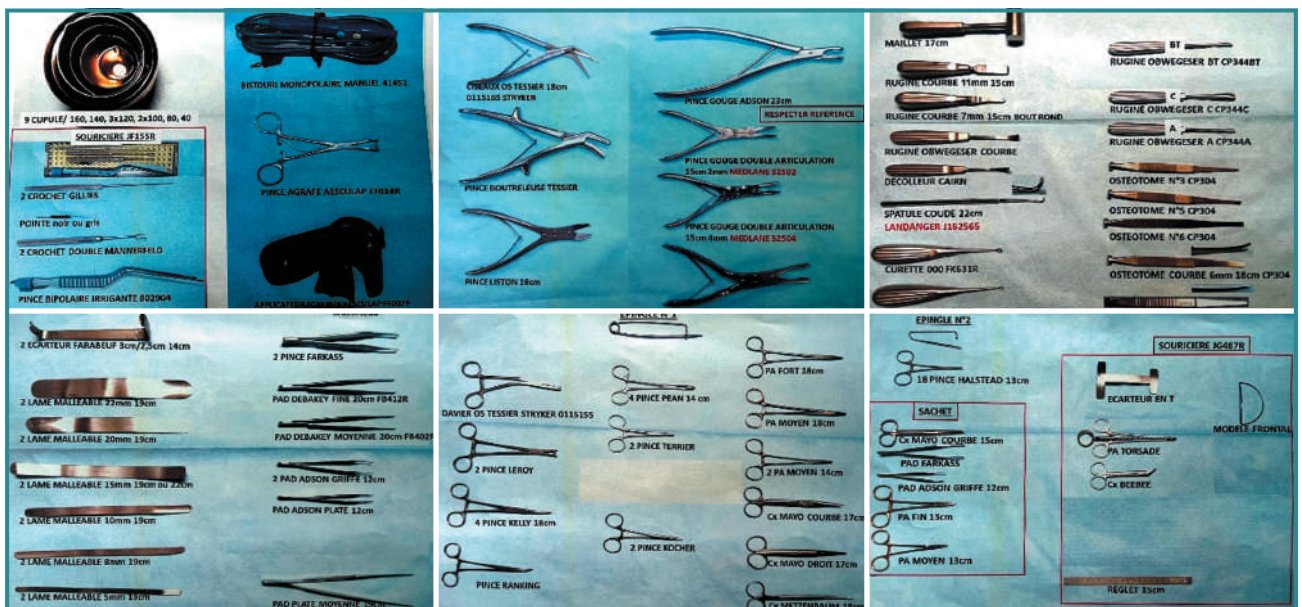 9 CUPULE/ 160, 140, 3x120, 2x100, 80, 40
SOURICIERE JF155R
2 CROCHET GILLIES
POINTE noir ou gris
2 CROCHET DOUBLE MANNERFELD
PINCE BIPOLAIRE IRRIGANTE 802904
BISTOURI MONOPOLAIRE MANUEL
PINCE AGRAFE AESCULAP FF014R
CISEAUX OS TESSIER 18cm
0115165 STRYKER
PINCE BOUTRELEUSE TESSIER
PINCE LISTON 18cm
PINCE GOUGE ADSON 22cm
RESPECTER REFERENCE
PINCE GOUGE DOUBLE ARTICULATION
15cm 2mm MEDLANE 32502
PINCE GOUGE DOUBLE ARTICULATION
15cm 4mm MEDLANE 32504
MAILLET 17cm
RUGINE COURBE 11mm 15cm
RUGINE COURBE 7mm 15cm BOUT ROND
RUGINE OBWEGESER COURBE
DÉCOLLEUR CAIRN
SPATULE COUDE 22cm
LANDANGER J162565
CURETTE 000 FK631R
BT
RUGINE OBWEGESER BT CP344BT
C
RUGINE OBWEGESER C CP344C
A
RUGINE OBWEGESER A CP344A
OSTEOTOME N°3 CP304
OSTEOTOME N°5 CP304
OSTEOTOME N°6 CP304
OSTEOTOME COURBE 6mm 18cm CP304
2 ECARTEUR FARABEUF 3cm/2,5cm 14cm
2 LAME MALLEABLE 22mm 19cm
2 LAME MALLEABLE 20mm 19cm
2 LAME MALLEABLE 15mm 19cm ou 22cm
2 LAME MALLEABLE 10mm 19cm
2 LAME MALLEABLE 8mm 19cm
2 LAME MALLEABLE 5mm 19cm
2 PINCE FARKASS
PAD DEBAKEY FINE 20cm FB412R
PAD DEBAKEY MOYENNE 20cm FB402R
2 PAD ADSON GRIFFE 12cm
PAD ADSON PLATE 12cm
PAD PLATE MOYENNE 19cm
EPINGLE N°1
DAVIER OS TESSIER STRYKER 0115155
2 PINCE LEROY
4 PINCE KELLY 18cm
PINCE RANKING
4 PINCE PEAN 14 cm
2 PINCE TERRIER
2 PINCE KOCHER
PA FORT 18cm
PA MOYEN 18cm
2 PA MOYEN 14cm
Cx MAYO COURBE 17cm
Cx MAYO DROIT 17cm
Cx METZENBAUM 18cm
EPINGLE N°2
18 PINCE HALSTEAD 13cm
SACHET
Cx MAYO COURBE 15cm
PAD FARKASS
PAD ADSON GRIFFE 12cm
PA FIN 13cm
PA MOYEN 13cm
SOURICIERE JG487R
ECARTEUR EN T
MODELE FRONTAL
PA TORSADE
Cx BEEBEE
REGLET 15cm